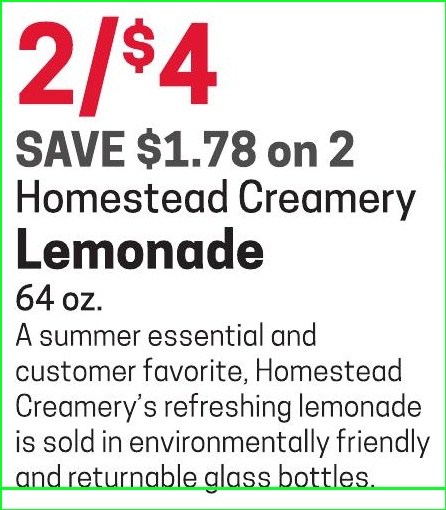 2/$4
SAVE $1.78 on 2
Homestead Creamery
Lemonade
64 oz.
A summer essential and
customer favorite, Homestead
Creamery's refreshing lemonade
is sold in environmentally friendly
and returnable glass bottles.